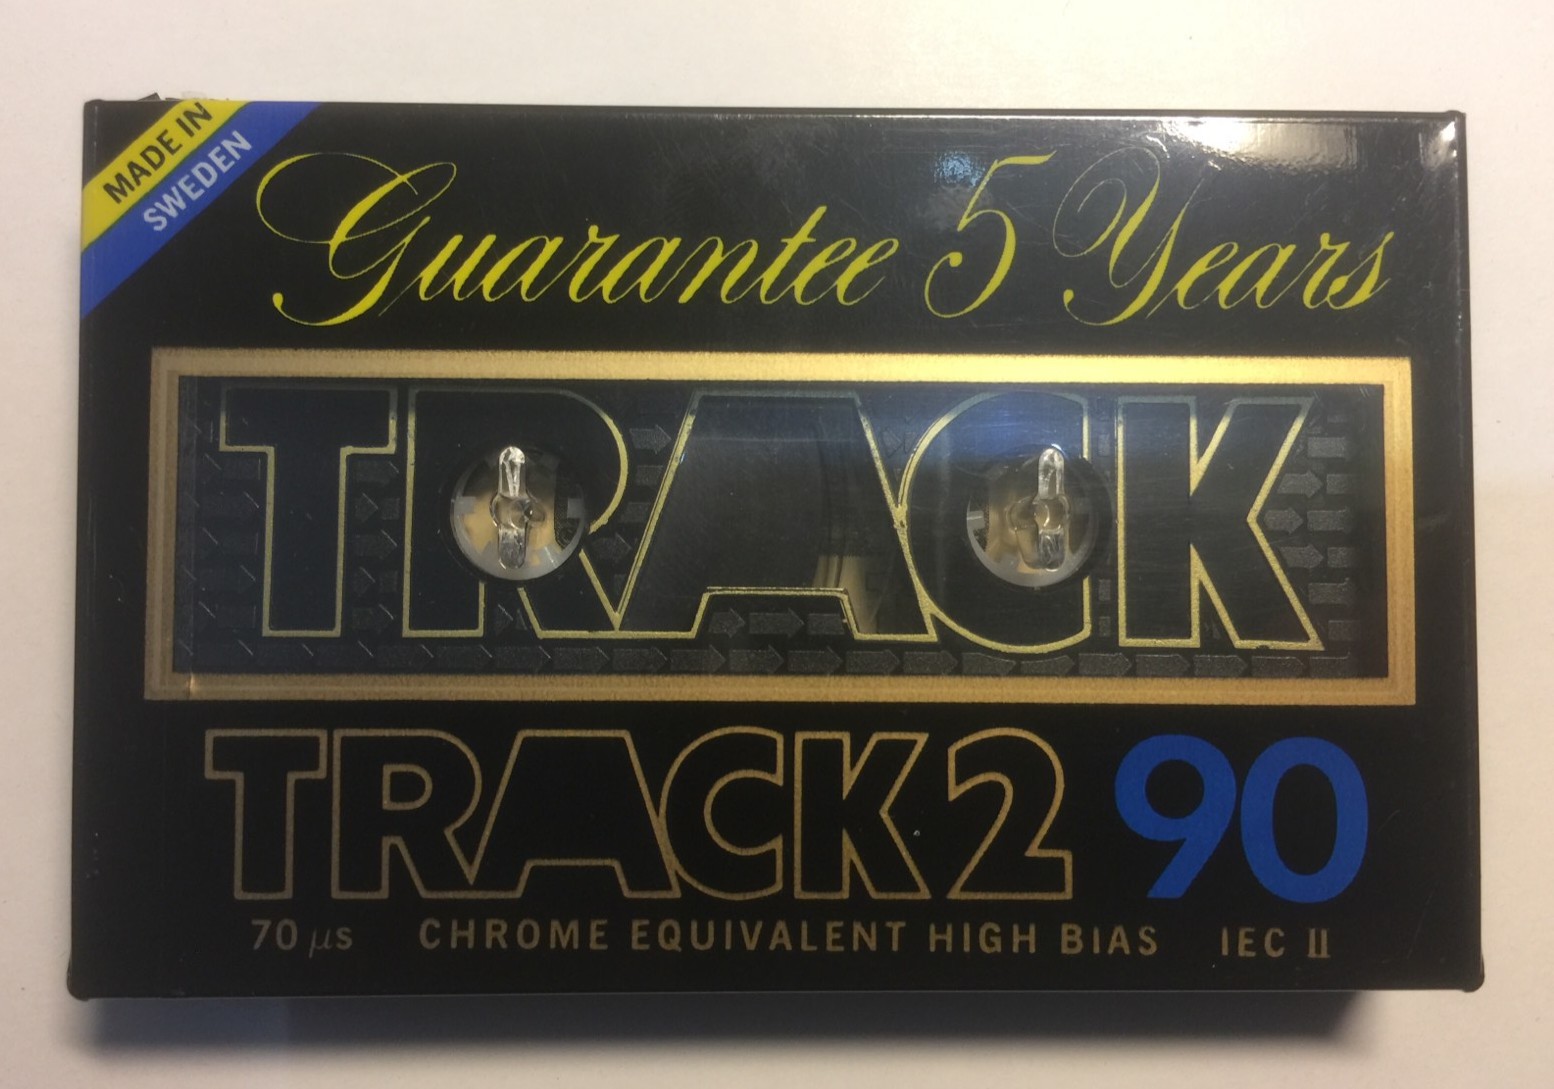 MADE IN
SWEDEN
Guarantee 5 Years
TRACK
TRACK 2 90
70 µs CHROME EQUIVALENT HIGH BIAS IEC II